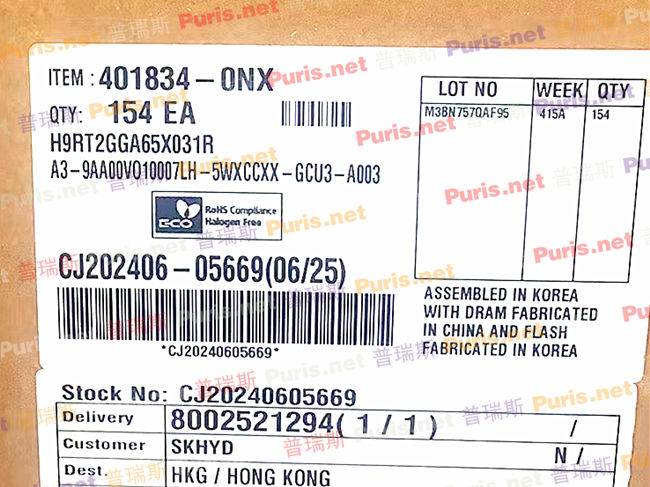 ITEM : 401834-0NX
QTY: 154 EA
H9RT2GGA65X031R
A3-9AA00V010007LH-5WXCCXX-GCU3-A003
ECO
RoHS Compliance
Halogen Free
CJ202406-05669(06/25)
*CJ20240605669*
LOT NO WEEK QTY
M3BN757QAF95 415A 154
ASSEMBLED IN KOREA
WITH DRAM FABRICATED
IN CHINA AND FLASH
FABRICATED IN KOREA
Stock No: CJ20240605669
Delivery 8002521294( 1 / 1 ) /
Customer SKHYD N /
Dest. HKG / HONG KONG
普瑞斯 Puris.net